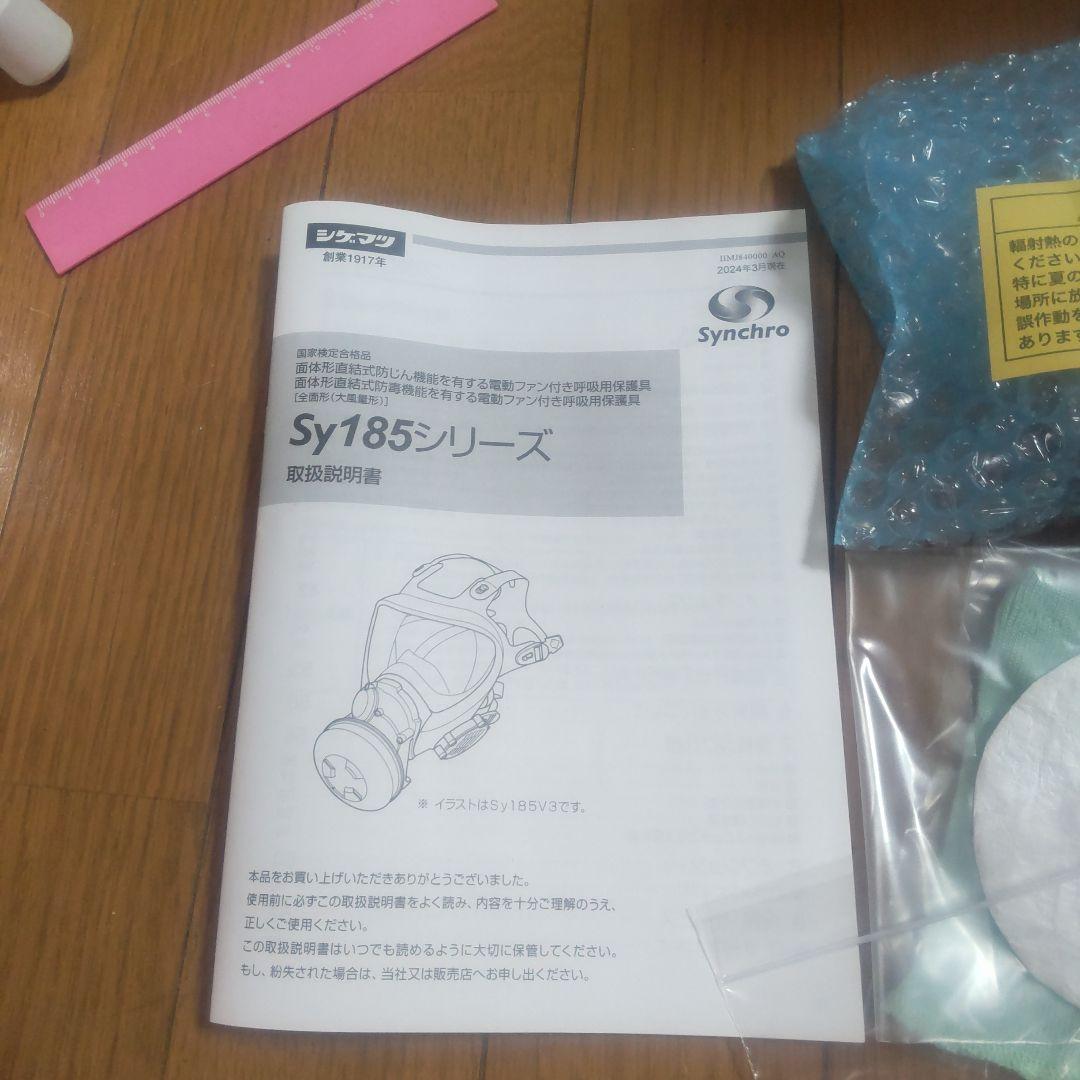 シゲマツ
創業1917年
IIMJ840000 AQ
2024年3月現在
Synchro
国家検定合格品
面体形直結式防じん機能を有する電動ファン付き呼吸用保護具
面体形直結式防毒機能を有する電動ファン付き呼吸用保護具
[全面形(大風量形)]
Sy185シリーズ
取扱説明書
※ イラストはSy185V3です。
本品をお買い上げいただきありがとうございました。
使用前に必ずこの取扱説明書をよく読み、内容を十分ご理解のうえ、
正しくご使用ください。
この取扱説明書はいつでも読めるように大切に保管してください。
もし、紛失された場合は、当社又は販売店へお申し出ください。
輻射熱の
ください
特に夏の
場所に放
誤作動を
あります